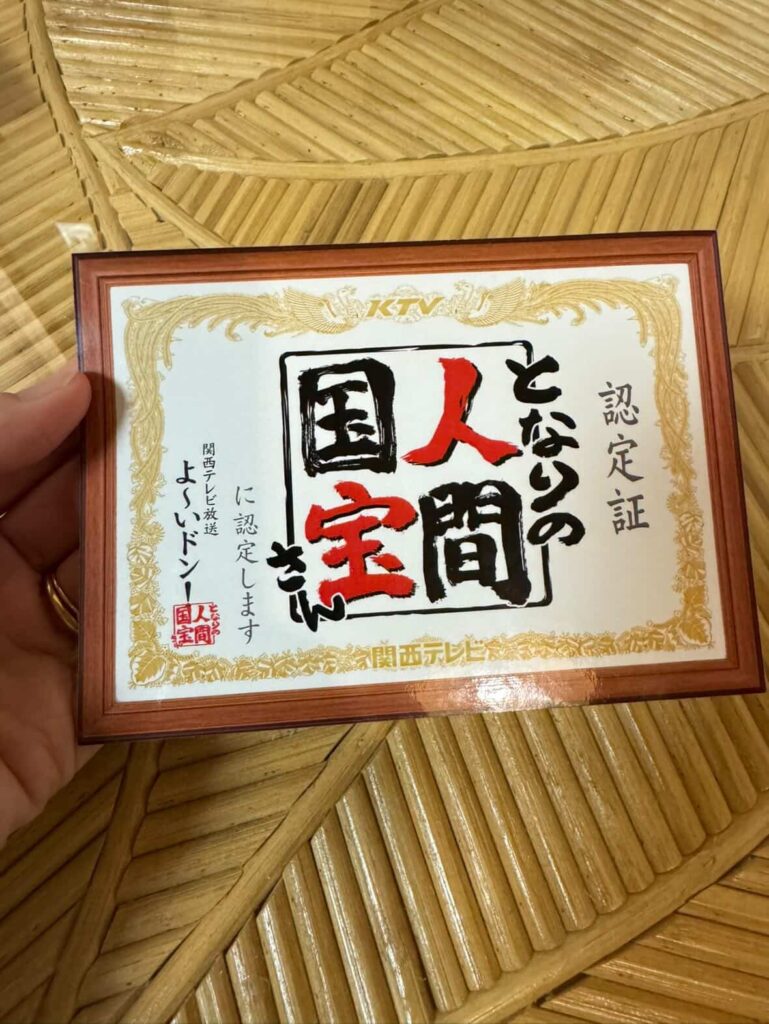 KTV
認定証
となりの
人間
国宝
さん
に認定します
関西テレビ放送
よ〜いドン！
となりの
人間
国宝
関西テレビ